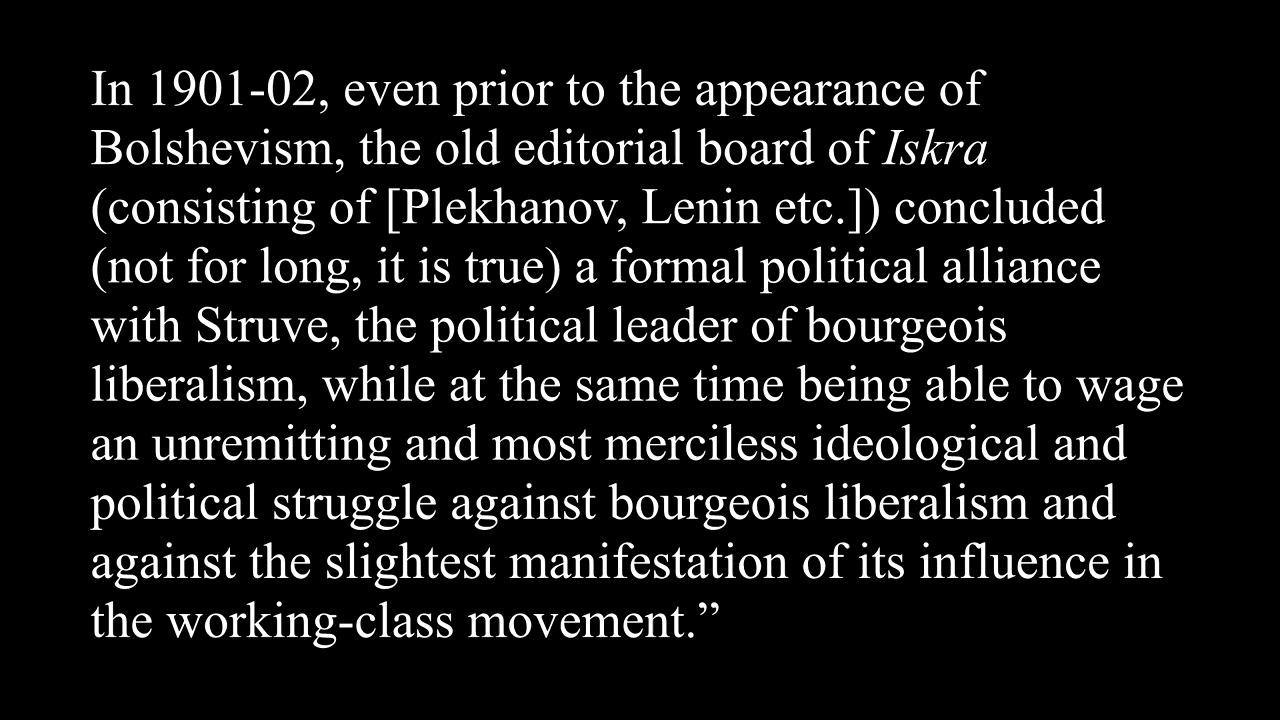 In 1901-02, even prior to the appearance of
Bolshevism, the old editorial board of Iskra
(consisting of [Plekhanov, Lenin etc.]) concluded
(not for long, it is true) a formal political alliance
with Struve, the political leader of bourgeois
liberalism, while at the same time being able to wage
an unremitting and most merciless ideological and
political struggle against bourgeois liberalism and
against the slightest manifestation of its influence in
the working-class movement.”